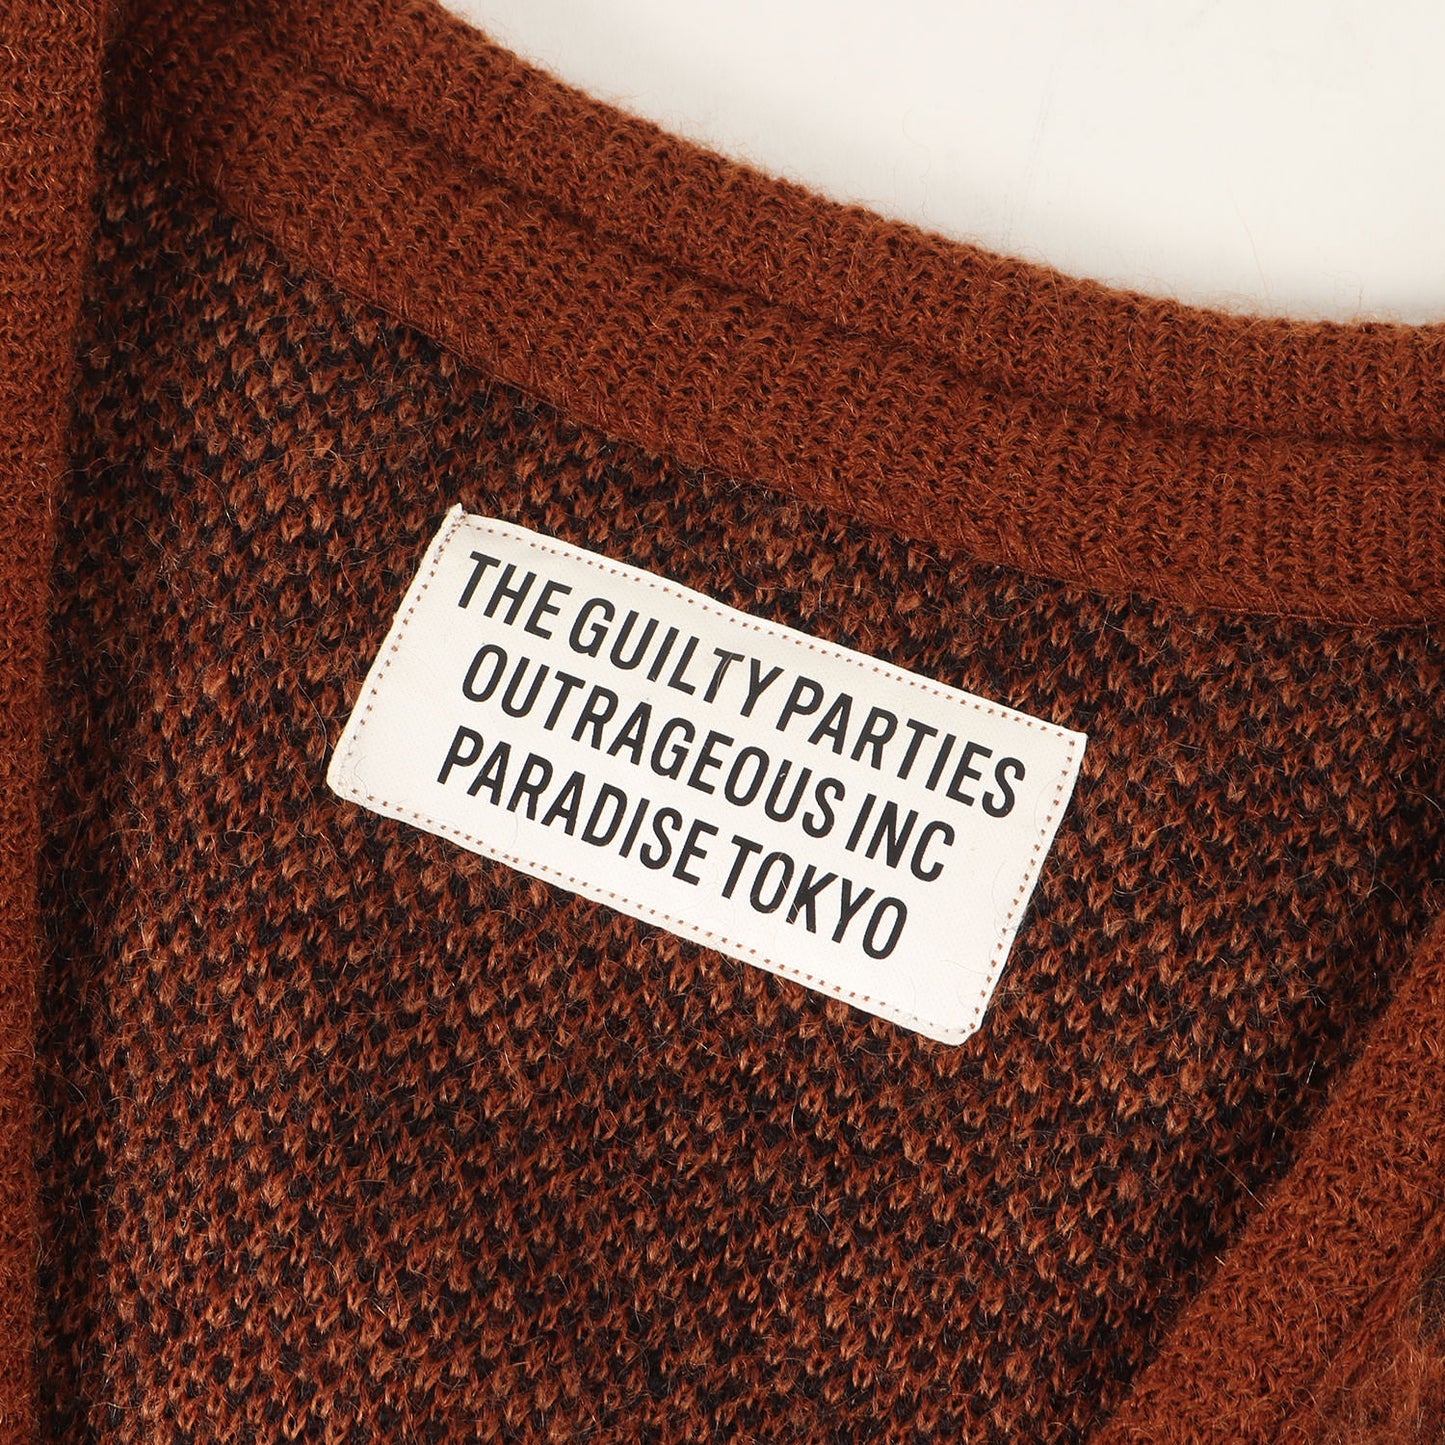 THE GUILTY PARTIES
OUTRAGEOUS INC
PARADISE TOKYO